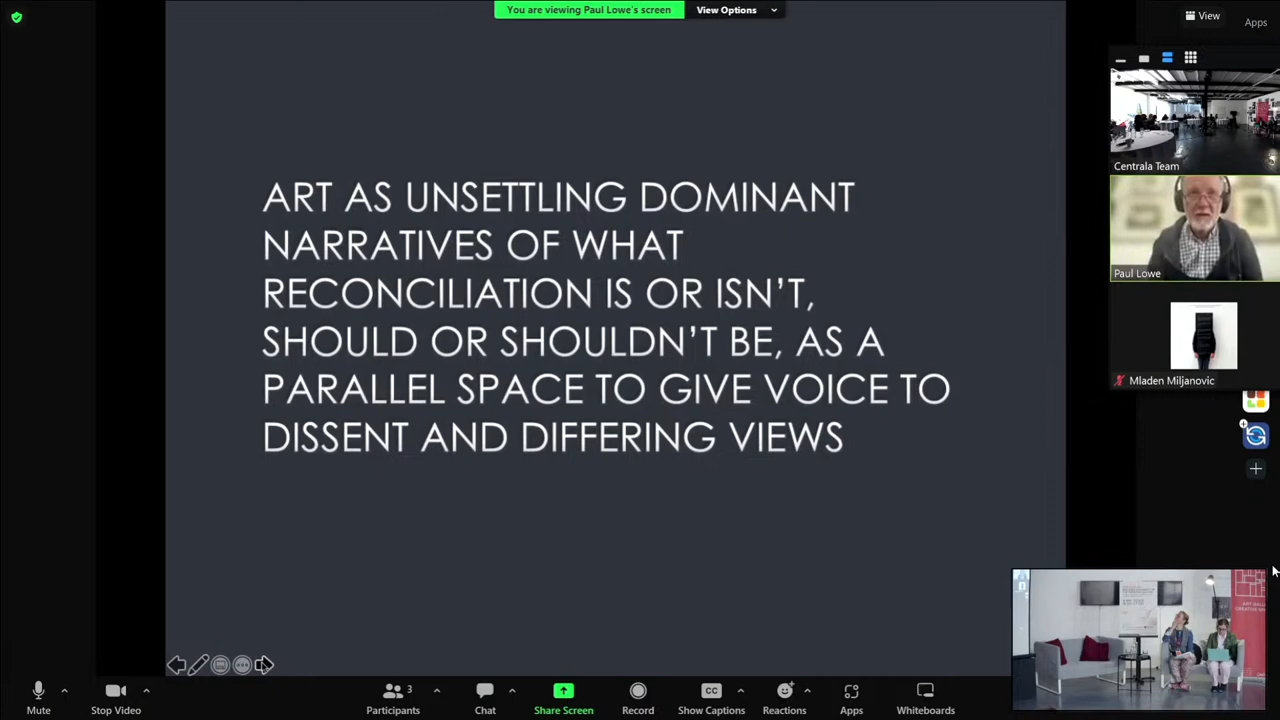 You are viewing Paul Lowe's screen
View Options
View
Apps
Centrala Team
Paul Lowe
Mladen Miljanovic
ART AS UNSETTLING DOMINANT
NARRATIVES OF WHAT
RECONCILIATION IS OR ISN'T,
SHOULD OR SHOULDN'T BE, AS A
PARALLEL SPACE TO GIVE VOICE TO
DISSENT AND DIFFERING VIEWS
Mute
Stop Video
Participants
3
Chat
Share Screen
Record
CC
Show Captions
Reactions
Apps
Whiteboards